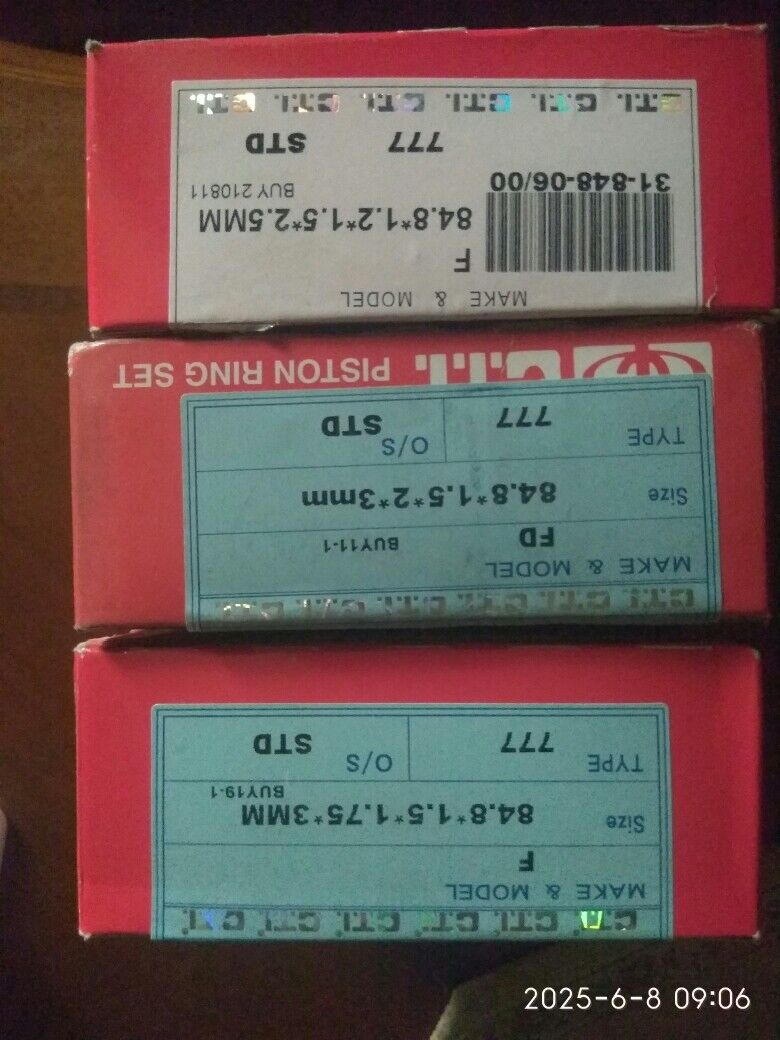 C.T.I. C.T.I. C.T.I. C.T.I. C.T.I. C.T.I.
MAKE & MODEL
F
Size 84.8*1.5*1.75*3MM
BUY19-1
TYPE 777 O/S STD
C.T.I. C.T.I. C.T.I. C.T.I. C.T.I. C.T.I.
MAKE & MODEL
FD BUY11-1
Size 84.8*1.5*2*3mm
TYPE 777 O/S STD
C.T.I. PISTON RING SET
MAKE & MODEL
F
84.8*1.2*1.5*2.5MM
31-848-06/00 BUY 210811
777 STD
C.T.I. C.T.I. C.T.I. C.T.I. C.T.I. C.T.I.
2025-6-8 09:06